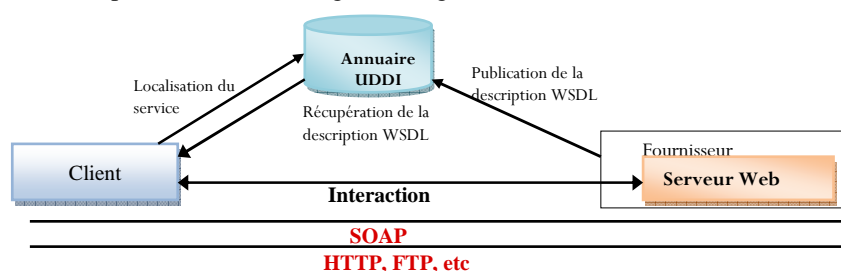 Annuaire
UDDI
Localisation du
service
Publication de la
description WSDL
Récupération de la
description WSDL
Client
Fournisseur
Serveur Web
Interaction
SOAP
HTTP, FTP, etc